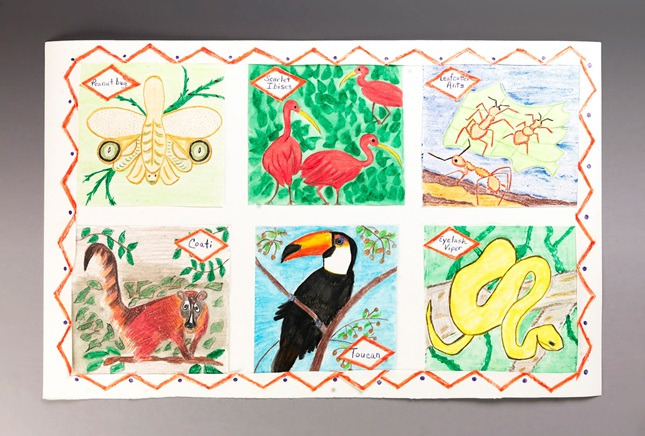 Peanut bug
Scarlet
Ibises
Leafcutter
Ants
Coati
Toucan
Eyelash
Viper